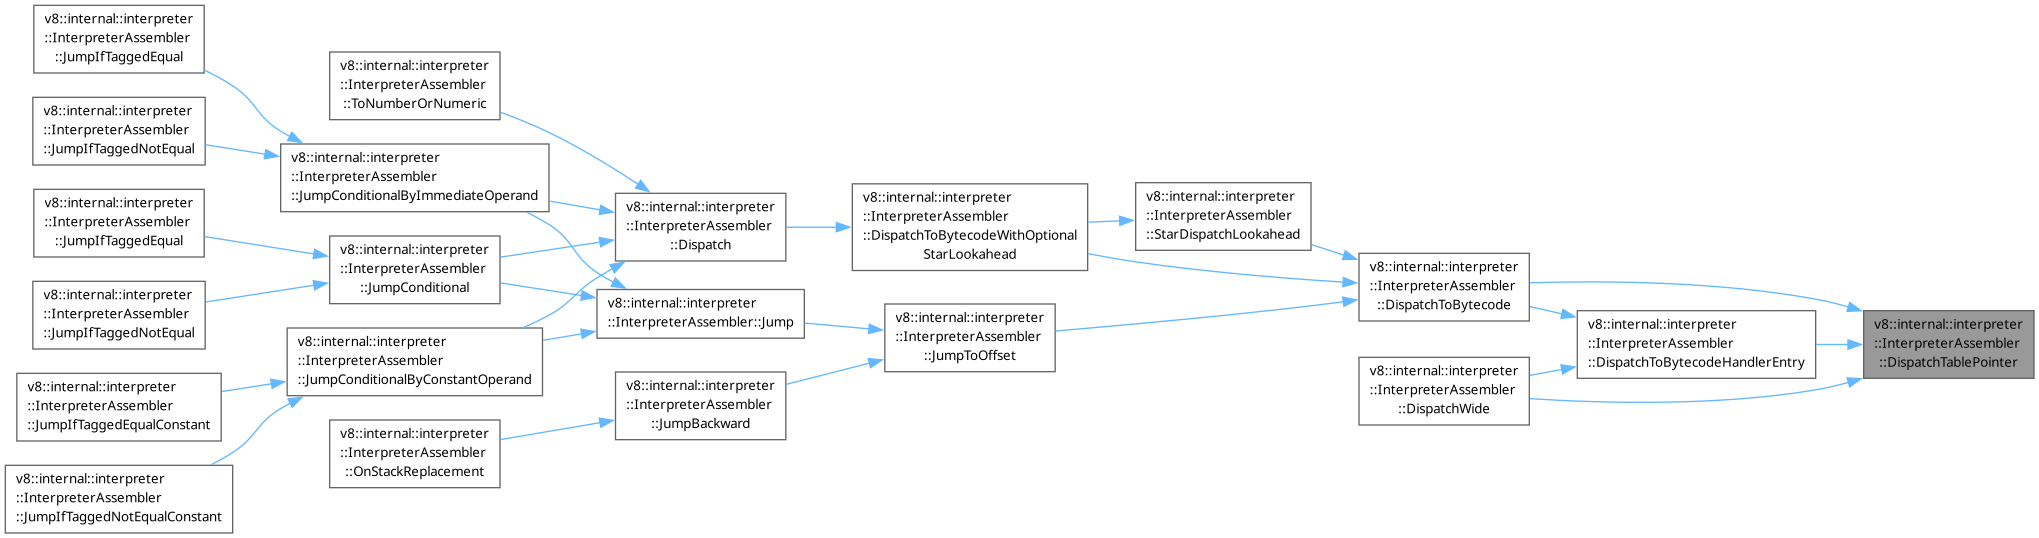 v8::internal::interpreter
::InterpreterAssembler
::JumpIfTaggedEqual
v8::internal::interpreter
::InterpreterAssembler
::JumpIfTaggedNotEqual
v8::internal::interpreter
::InterpreterAssembler
::JumpIfTaggedEqual
v8::internal::interpreter
::InterpreterAssembler
::JumpIfTaggedNotEqual
v8::internal::interpreter
::InterpreterAssembler
::JumpIfTaggedEqualConstant
v8::internal::interpreter
::InterpreterAssembler
::JumpIfTaggedNotEqualConstant
v8::internal::interpreter
::InterpreterAssembler
::ToNumberOrNumeric
v8::internal::interpreter
::InterpreterAssembler
::JumpConditionalByImmediateOperand
v8::internal::interpreter
::InterpreterAssembler
::JumpConditional
v8::internal::interpreter
::InterpreterAssembler
::JumpConditionalByConstantOperand
v8::internal::interpreter
::InterpreterAssembler
::OnStackReplacement
v8::internal::interpreter
::InterpreterAssembler
::Dispatch
v8::internal::interpreter
::InterpreterAssembler::Jump
v8::internal::interpreter
::InterpreterAssembler
::JumpBackward
v8::internal::interpreter
::InterpreterAssembler
::DispatchToBytecodeWithOptional
StarLookahead
v8::internal::interpreter
::InterpreterAssembler
::JumpToOffset
v8::internal::interpreter
::InterpreterAssembler
::StarDispatchLookahead
v8::internal::interpreter
::InterpreterAssembler
::DispatchToBytecode
v8::internal::interpreter
::InterpreterAssembler
::DispatchWide
v8::internal::interpreter
::InterpreterAssembler
::DispatchToBytecodeHandlerEntry
v8::internal::interpreter
::InterpreterAssembler
::DispatchTablePointer